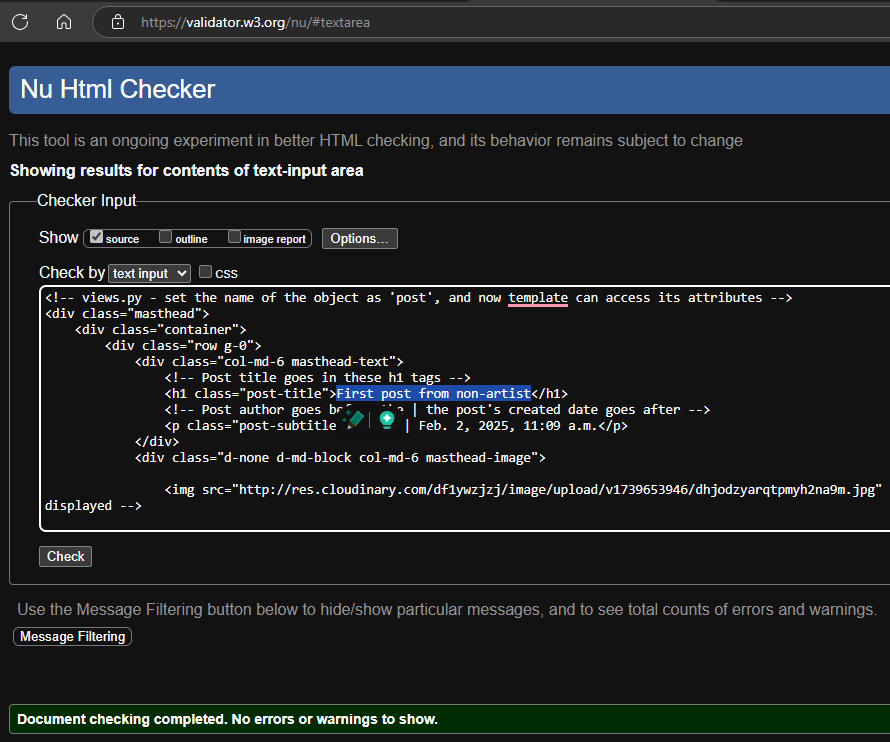 https://validator.w3.org/nu/#textarea
Nu Html Checker
This tool is an ongoing experiment in better HTML checking, and its behavior remains subject to change
Showing results for contents of text-input area
Checker Input
Show source outline image report Options...
Check by text input css
<!-- views.py - set the name of the object as 'post', and now template can access its attributes -->
<div class="masthead">
<div class="container">
<div class="row g-0">
<div class="col-md-6 masthead-text">
<!-- Post title goes in these h1 tags -->
<h1 class="post-title">First post from non-artist</h1>
<!-- Post author goes | the post's created date goes after -->
<p class="post-subtitle | Feb. 2, 2025, 11:09 a.m.</p>
</div>
<div class="d-none d-md-block col-md-6 masthead-image">
<img src="http://res.cloudinary.com/df1ywzjzj/image/upload/v1739653946/dhjodzyarqtpmyh2na9m.jpg"
displayed -->
Check
Use the Message Filtering button below to hide/show particular messages, and to see total counts of errors and warnings.
Message Filtering
Document checking completed. No errors or warnings to show.